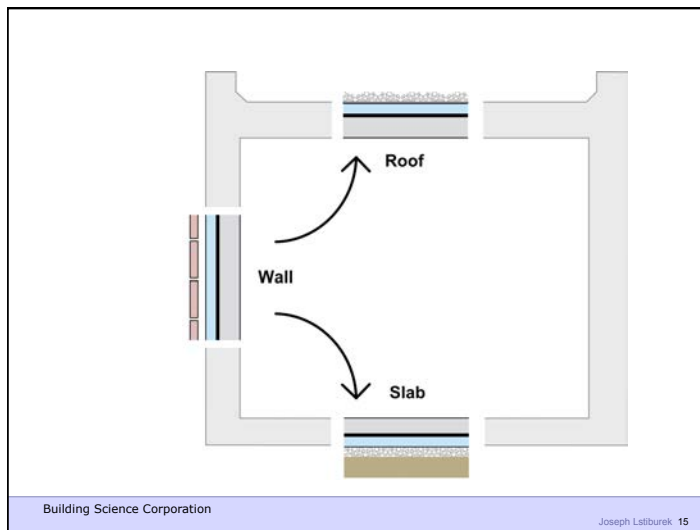 Roof
Wall
Slab
Building Science Corporation
Joseph Lstiburek 15